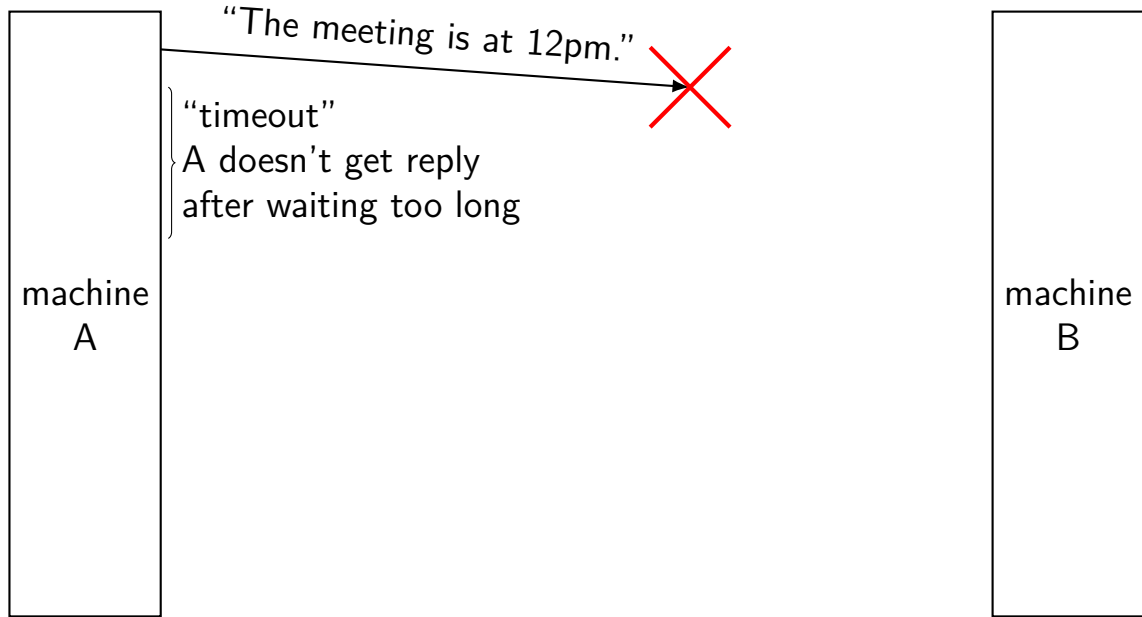 “The meeting is at 12pm.”
“timeout”
A doesn't get reply
after waiting too long
machine
A
machine
B